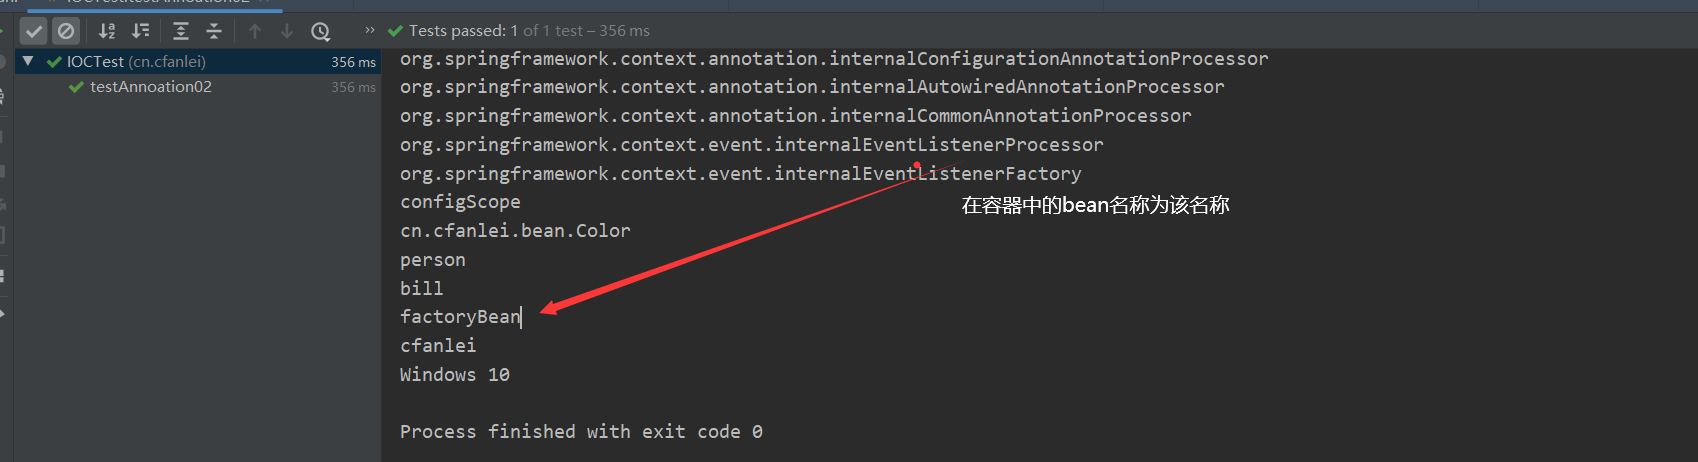 Tests passed: 1 of 1 test – 356 ms
IOCTest (cn.cfanlei) 356 ms
testAnnoation02 356 ms
org.springframework.context.annotation.internalConfigurationAnnotationProcessor
org.springframework.context.annotation.internalAutowiredAnnotationProcessor
org.springframework.context.annotation.internalCommonAnnotationProcessor
org.springframework.context.event.internalEventListenerProcessor
org.springframework.context.event.internalEventListenerFactory
在容器中的bean名称为该名称
configScope
cn.cfanlei.bean.Color
person
bill
factoryBean
cfanlei
Windows 10
Process finished with exit code 0